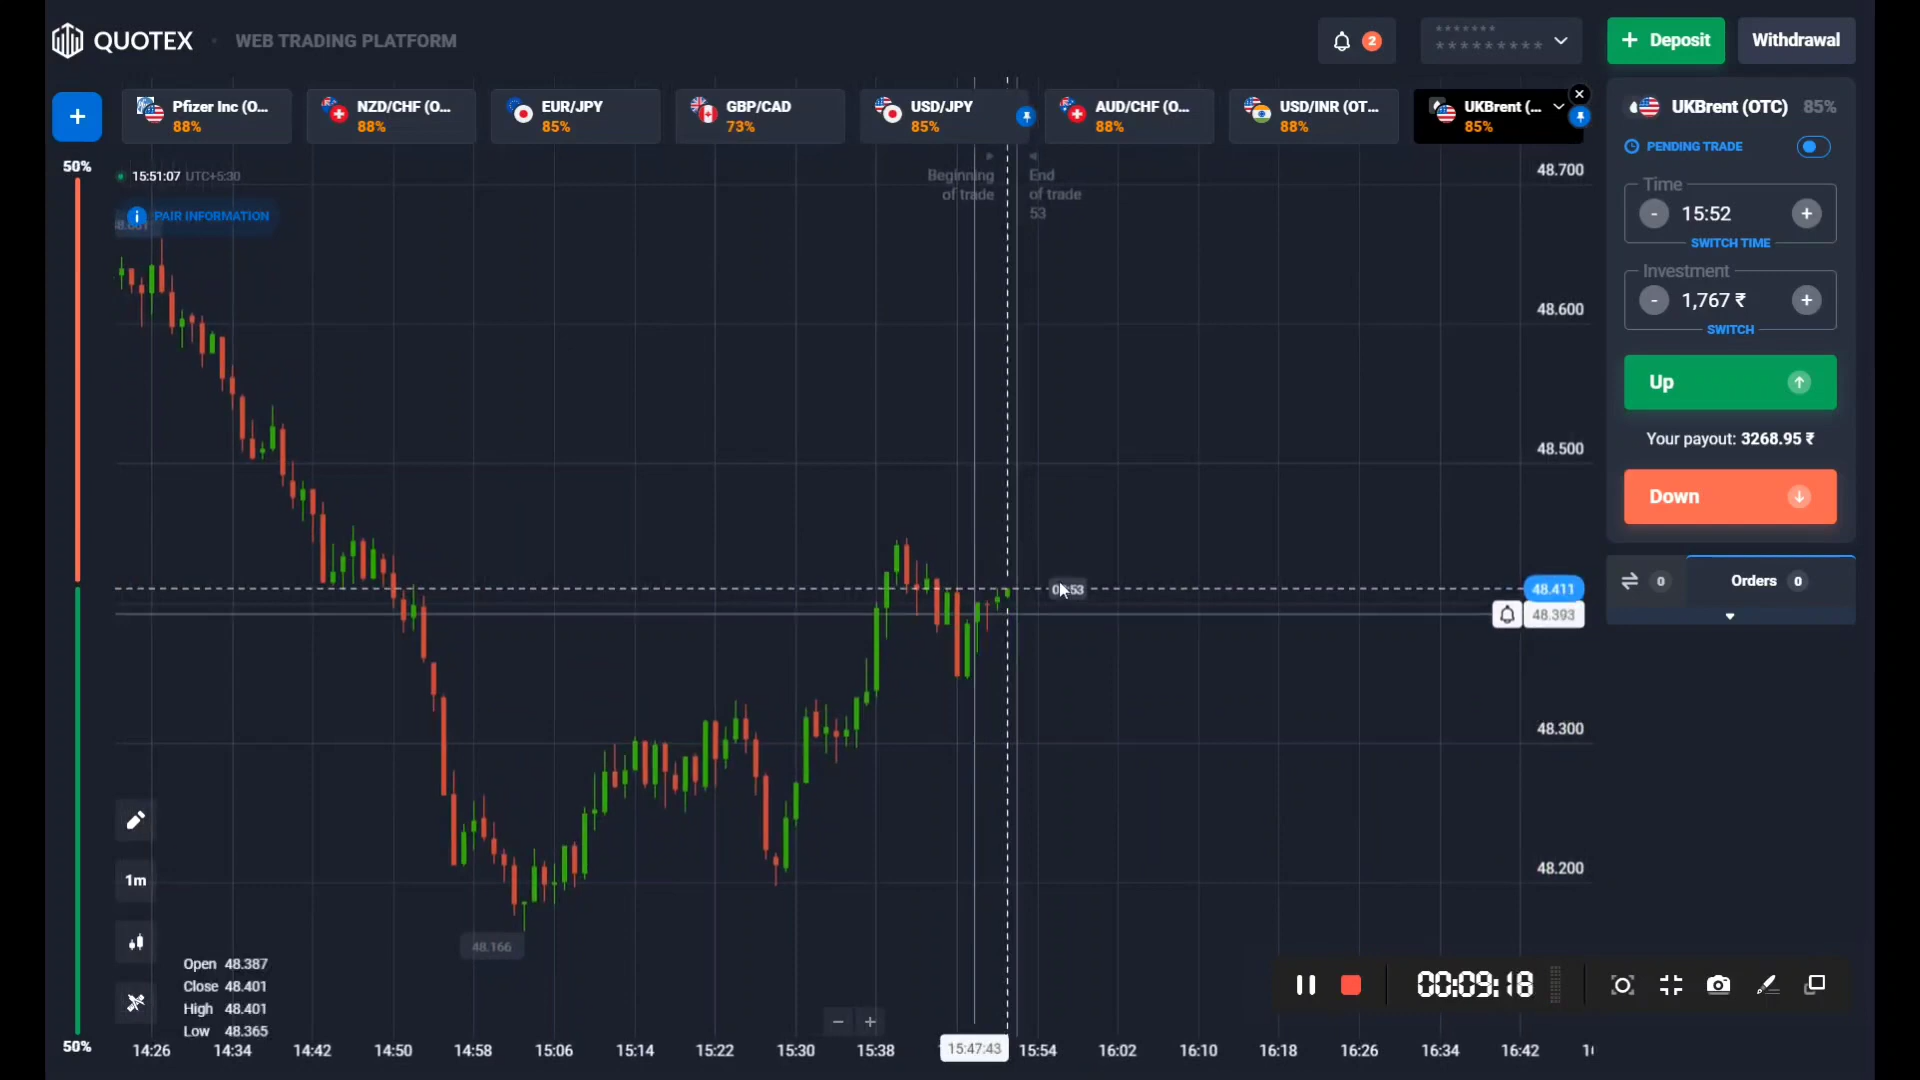 QUOTEX
WEB TRADING PLATFORM
2
*******
*********
+ Deposit
Withdrawal
+
Pfizer Inc (O...
88%
NZD/CHF (O...
88%
EUR/JPY
85%
GBP/CAD
73%
USD/JPY
85%
AUD/CHF (O...
88%
USD/INR (OT...
88%
UKBrent (...
85%
UKBrent (OTC) 85%
PENDING TRADE
Time
- 15:52 +
SWITCH TIME
Investment
- 1,767 ₹ +
SWITCH
Up
Your payout: 3268.95 ₹
Down
0
Orders 0
50%
15:51:07 UTC+5:30
PAIR INFORMATION
Beginning
of trade
End
of trade
53
48.700
48.600
48.500
48.411
48.393
48.300
48.200
48.166
1m
Open 48.387
Close 48.401
High 48.401
Low 48.365
50%
− +
00:09:18
14:26 14:34 14:42 14:50 14:58 15:06 15:14 15:22 15:30 15:38 15:47:43 15:54 16:02 16:10 16:18 16:26 16:34 16:42